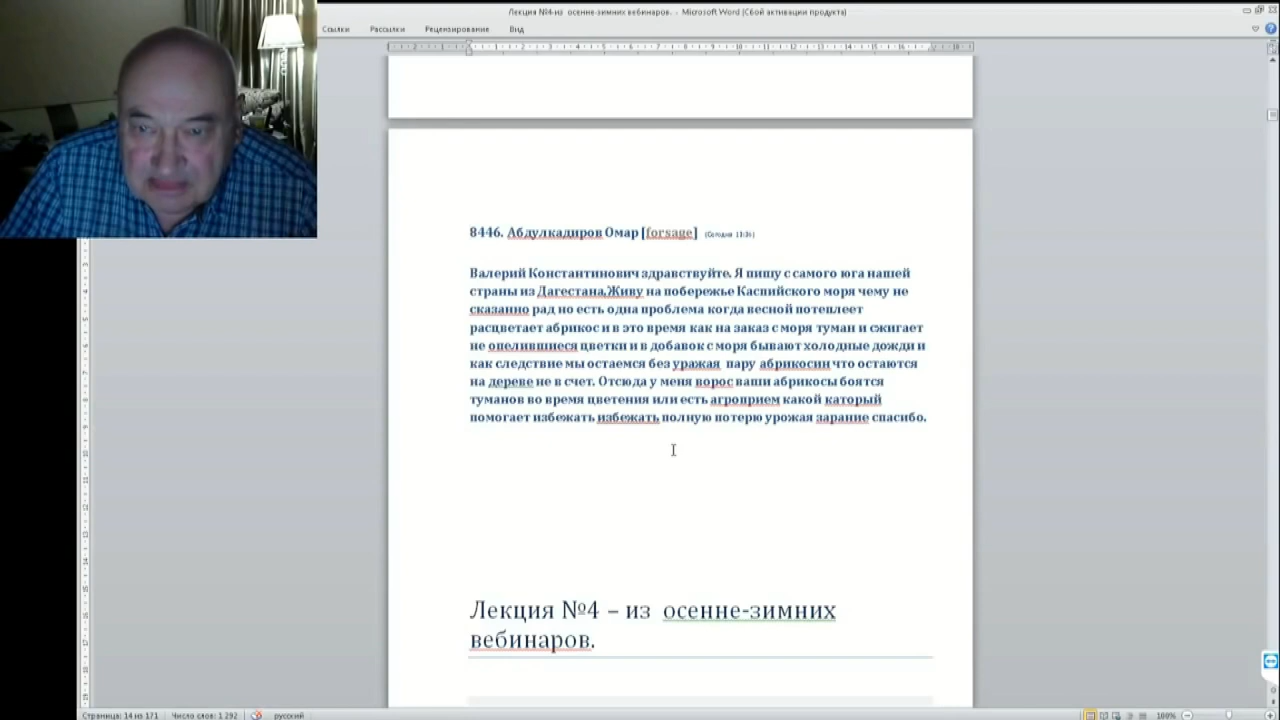 Лекция №4-из осенне-зимних вебинаров. - Microsoft Word (Сбой активации продукта)
Ссылки Рассылки Рецензирование Вид
8446. Абдулкадиров Омар [forsage] (Сегодня 13:36)
Валерий Константинович здравствуйте. Я пишу с самого юга нашей
страны из Дагестана,Живу на побережье Каспийского моря чему не
сказанно рад но есть одна проблема когда весной потеплеет
расцветает абрикос и в это время как на заказ с моря туман и сжигает
не опелившиеся цветки и в добавок с моря бывают холодные дожди и
как следствие мы остаемся без уражая пару абрикосин что остаются
на дереве не в счет. Отсюда у меня ворос ваши абрикосы боятся
туманов во время цветения или есть агроприем какой каторый
помогает избежать избежать полную потерю урожая зарание спасибо.
Лекция №4 – из осенне-зимних
вебинаров.
Страница: 14 из 171 Число слов: 1 292 русский 100%